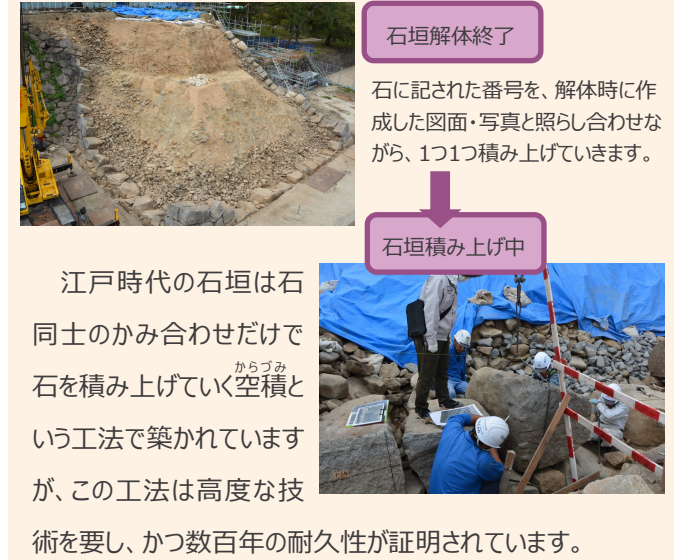 石垣解体終了
石に記された番号を、解体時に作
成した図面・写真と照らし合わせな
がら、1つ1つ積み上げていきます。
石垣積み上げ中
江戸時代の石垣は石
同士のかみ合わせだけで
からづみ
石を積み上げていく空積と
いう工法で築かれています
が、この工法は高度な技
術を要し、かつ数百年の耐久性が証明されています。